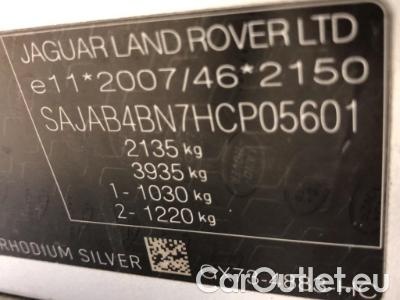 JAGUAR LAND ROVER LTD
e11*2007/46*2150
SAJAB4BN7HCP05601
2135 kg
3935 kg
1- 1030 kg
2- 1220 kg
RHODIUM SILVER
CarOutlet.eu